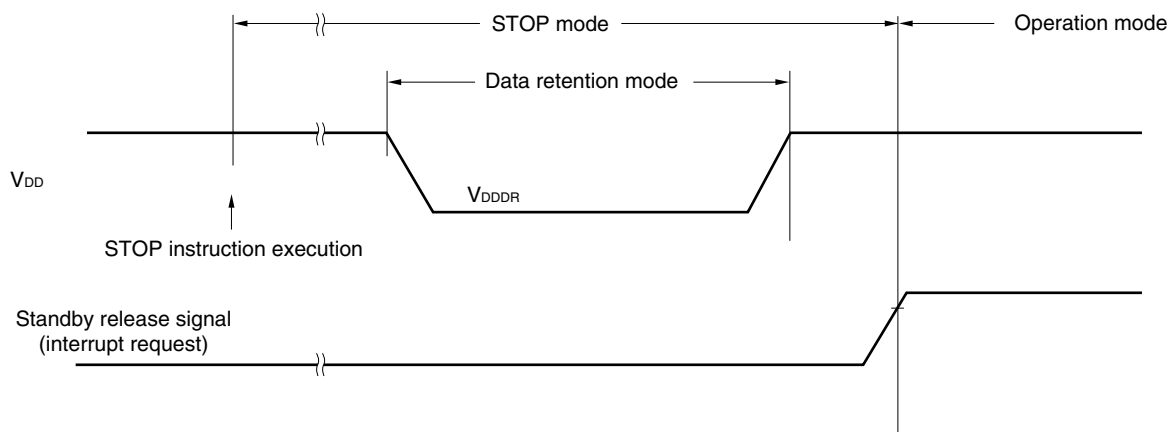 STOP mode
Operation mode
Data retention mode
VDD
VDDDR
STOP instruction execution
Standby release signal
(interrupt request)